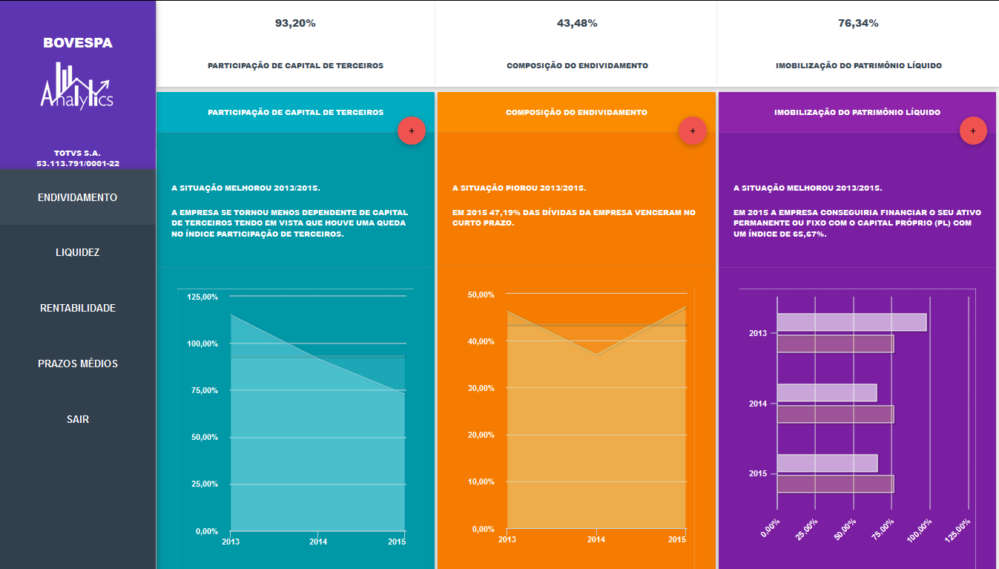 BOVESPA
Analytics
TOTVS S.A.
53.113.791/0001-22
ENDIVIDAMENTO
LIQUIDEZ
RENTABILIDADE
PRAZOS MÉDIOS
SAIR
93,20%
PARTICIPAÇÃO DE CAPITAL DE TERCEIROS
43,48%
COMPOSIÇÃO DO ENDIVIDAMENTO
76,34%
IMOBILIZAÇÃO DO PATRIMÔNIO LÍQUIDO
PARTICIPAÇÃO DE CAPITAL DE TERCEIROS
+
A SITUAÇÃO MELHOROU 2013/2015.
A EMPRESA SE TORNOU MENOS DEPENDENTE DE CAPITAL
DE TERCEIROS TENDO EM VISTA QUE HOUVE UMA QUEDA
NO ÍNDICE PARTICIPAÇÃO DE TERCEIROS.
125,00%
100,00%
75,00%
50,00%
25,00%
0,00%
2013 2014 2015
COMPOSIÇÃO DO ENDIVIDAMENTO
+
A SITUAÇÃO PIOROU 2013/2015.
EM 2015 47,19% DAS DÍVIDAS DA EMPRESA VENCERAM NO
CURTO PRAZO.
50,00%
40,00%
30,00%
20,00%
10,00%
0,00%
2013 2014 2015
IMOBILIZAÇÃO DO PATRIMÔNIO LÍQUIDO
+
A SITUAÇÃO MELHOROU 2013/2015.
EM 2015 A EMPRESA CONSEGUIRIA FINANCIAR O SEU ATIVO
PERMANENTE OU FIXO COM O CAPITAL PRÓPRIO (PL) COM
UM ÍNDICE DE 65,67%.
2013
2014
2015
0,00% 25,00% 50,00% 75,00% 100,00% 125,00%